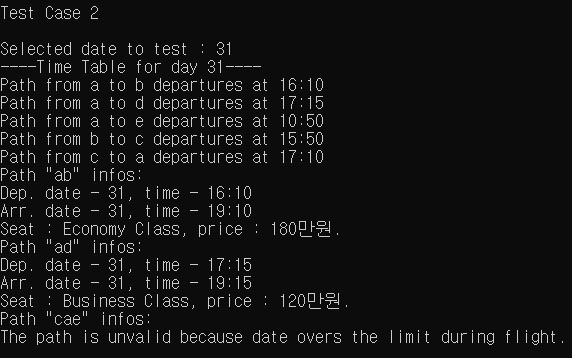 Test Case 2
Selected date to test : 31
----Time Table for day 31----
Path from a to b departures at 16:10
Path from a to d departures at 17:15
Path from a to e departures at 10:50
Path from b to c departures at 15:50
Path from c to a departures at 17:10
Path "ab" infos:
Dep. date - 31, time - 16:10
Arr. date - 31, time - 19:10
Seat : Economy Class, price : 180만원.
Path "ad" infos:
Dep. date - 31, time - 17:15
Arr. date - 31, time - 19:15
Seat : Business Class, price : 120만원.
Path "cae" infos:
The path is unvalid because date overs the limit during flight.